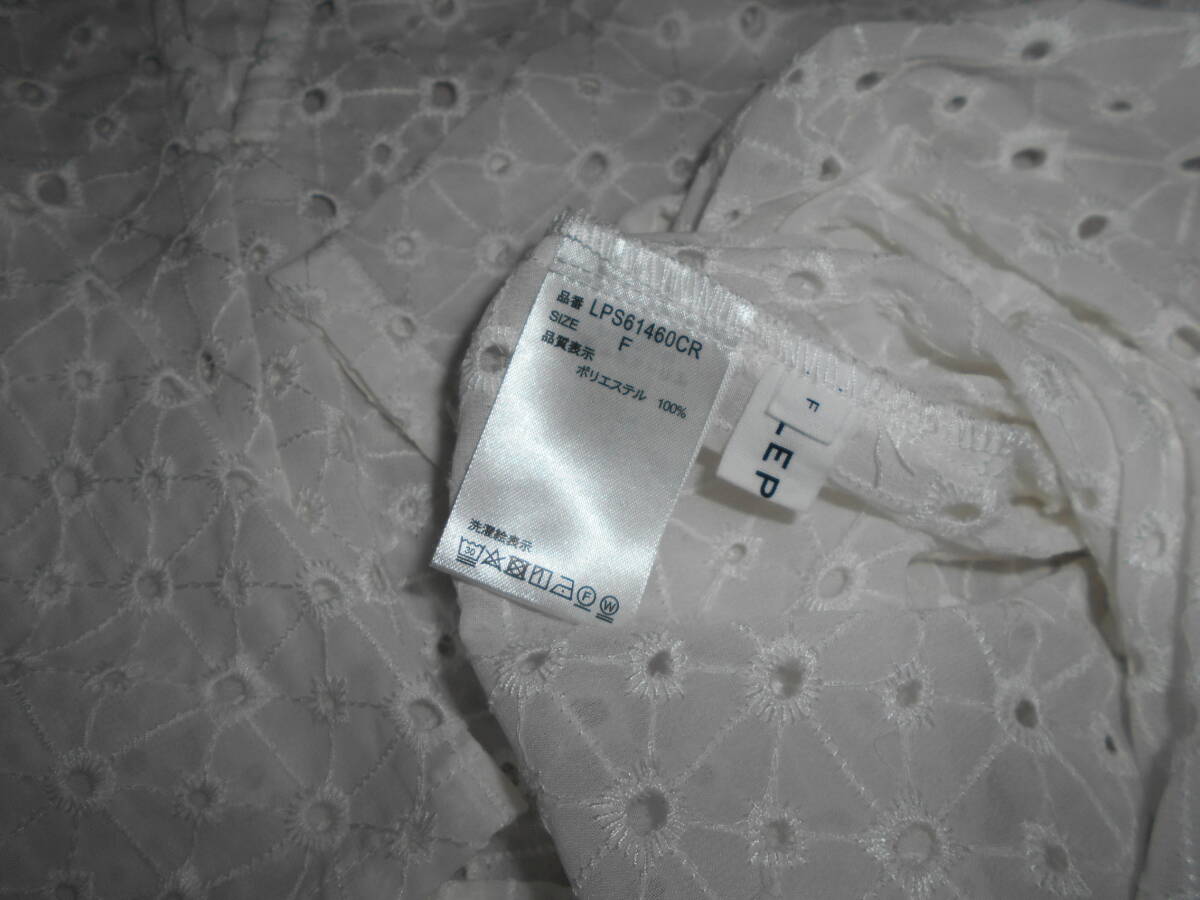 品番 LPS61460CR
SIZE F
品質表示
ポリエステル 100%
洗濯絵表示
30 F W
F
LEP